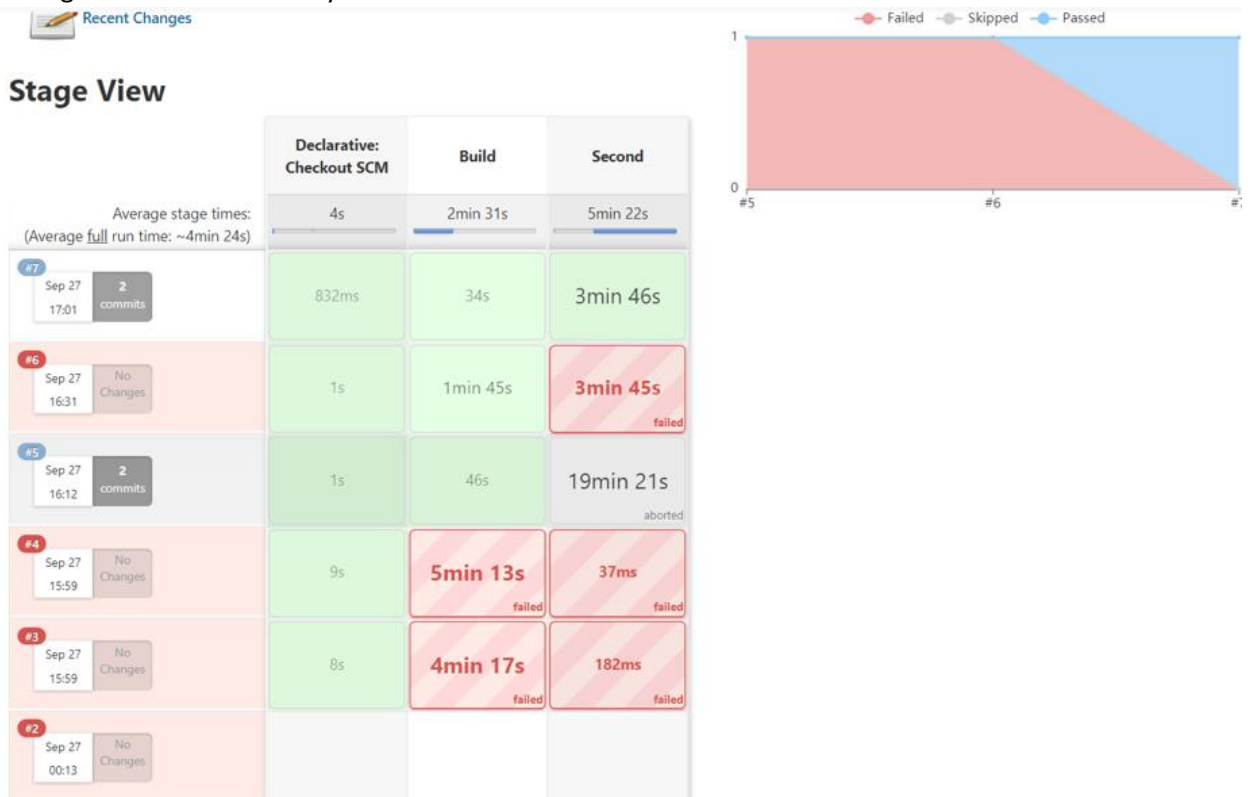 Recent Changes
Failed Skipped Passed
1
0
#5 #6
Stage View
Declarative:
Checkout SCM
Build
Second
Average stage times:
(Average full run time: ~4min 24s)
4s
2min 31s
5min 22s
#7
Sep 27
17:01
2
commits
832ms
34s
3min 46s
#6
Sep 27
16:31
No
Changes
1s
1min 45s
3min 45s
failed
#5
Sep 27
16:12
2
commits
1s
46s
19min 21s
aborted
#4
Sep 27
15:59
No
Changes
9s
5min 13s
failed
37ms
failed
#3
Sep 27
15:59
No
Changes
8s
4min 17s
failed
182ms
failed
#2
Sep 27
00:13
No
Changes